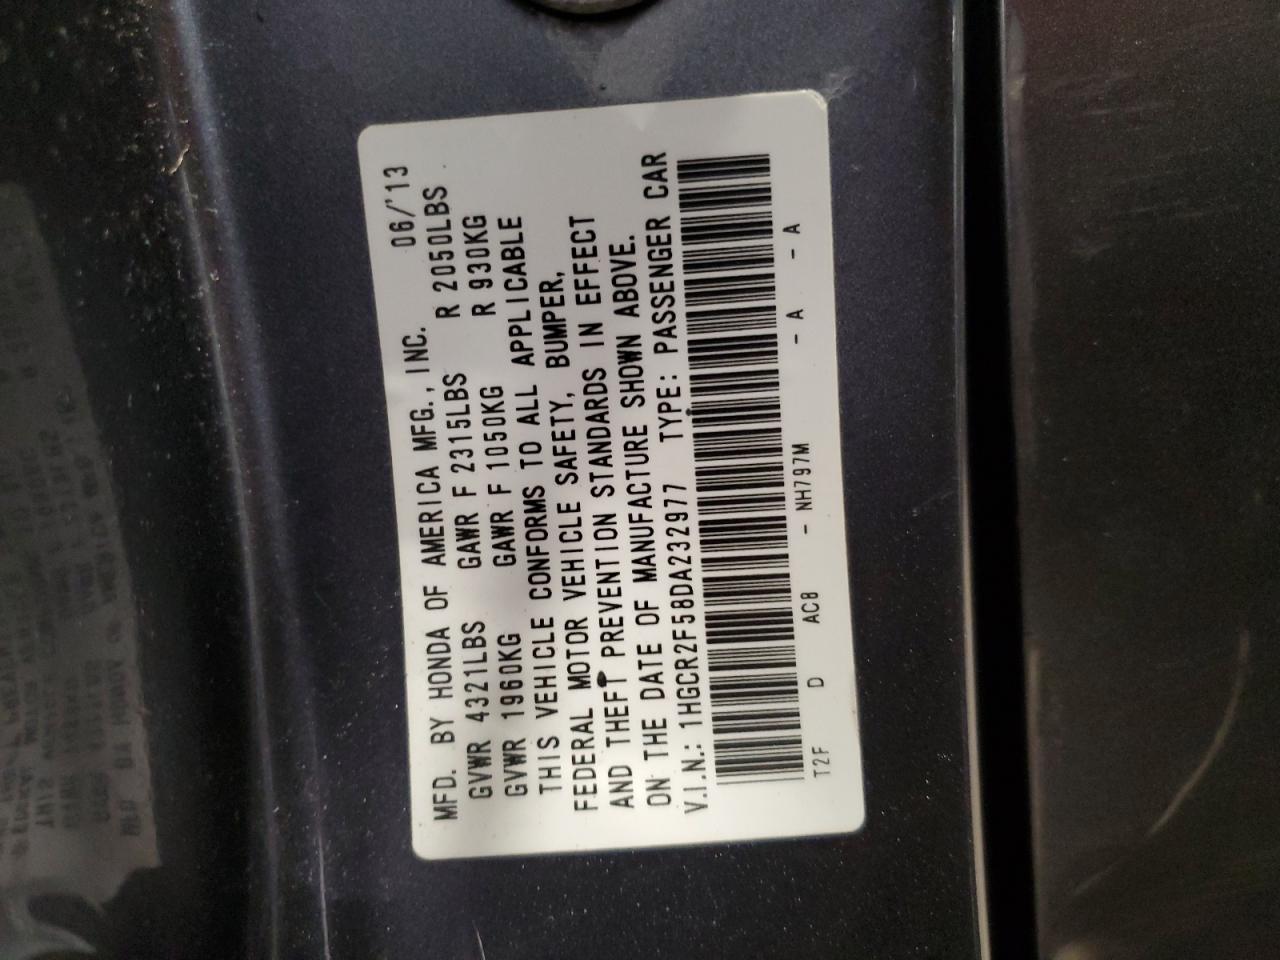 MFD. BY HONDA OF AMERICA MFG., INC. 06/'13
GVWR 4321LBS GAWR F 2315LBS R 2050LBS
GVWR 1960KG GAWR F 1050KG R 930KG
THIS VEHICLE CONFORMS TO ALL APPLICABLE
FEDERAL MOTOR VEHICLE SAFETY, BUMPER,
AND THEFT PREVENTION STANDARDS IN EFFECT
ON THE DATE OF MANUFACTURE SHOWN ABOVE.
V.I.N.: 1HGCR2F58DA232977 TYPE: PASSENGER CAR
T2F D AC8 - NH797M - A - A